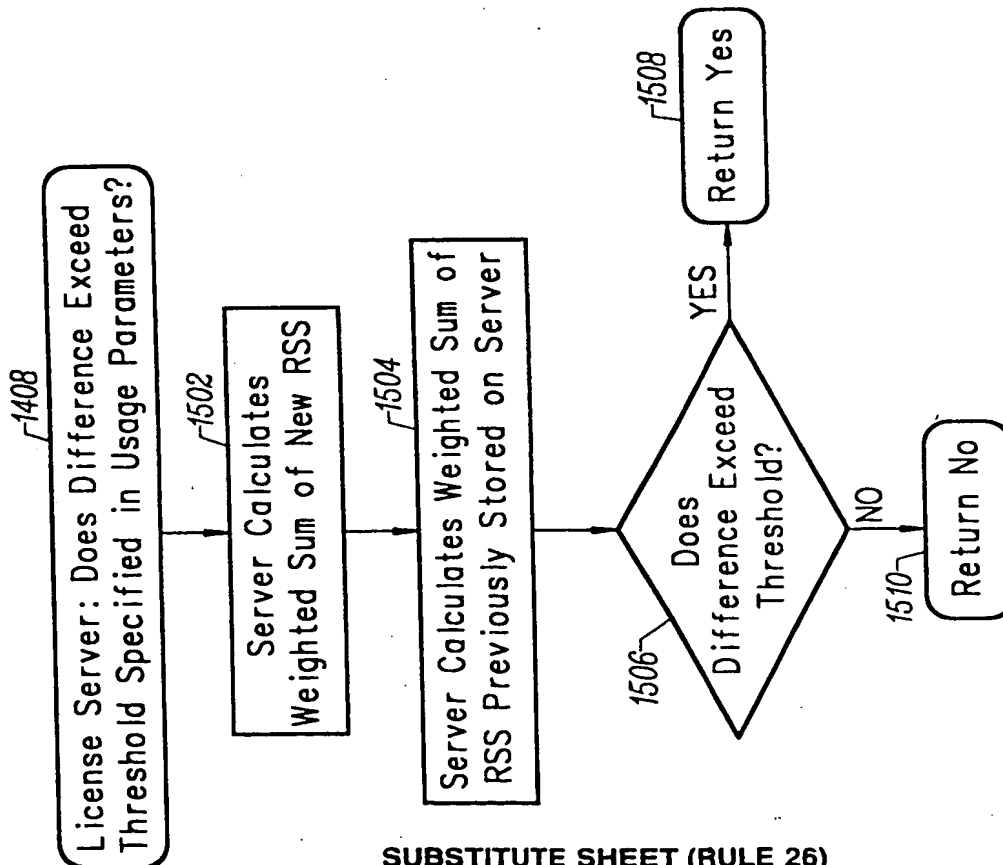 1408
License Server: Does Difference Exceed
Threshold Specified in Usage Parameters?
1502
Server Calculates
Weighted Sum of New RSS
1504
Server Calculates Weighted Sum of
RSS Previously Stored on Server
1506
Does
Difference Exceed
Threshold?
YES
1508
Return Yes
NO
1510
Return No
SUBSTITUTE SHEET (RULE 26)